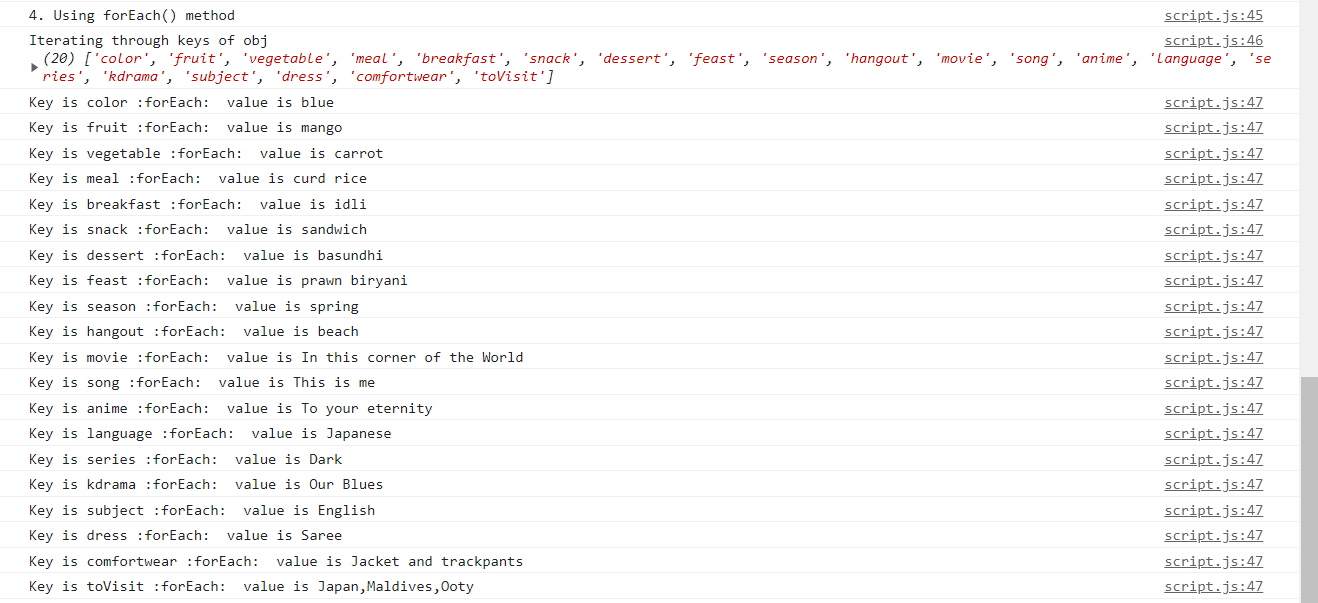 4. Using forEach() method script.js:45
Iterating through keys of obj script.js:46
(20) ['color', 'fruit', 'vegetable', 'meal', 'breakfast', 'snack', 'dessert', 'feast', 'season', 'hangout', 'movie', 'song', 'anime', 'language', 'se
ries', 'kdrama', 'subject', 'dress', 'comfortwear', 'toVisit']
Key is color :forEach:  value is blue script.js:47
Key is fruit :forEach:  value is mango script.js:47
Key is vegetable :forEach:  value is carrot script.js:47
Key is meal :forEach:  value is curd rice script.js:47
Key is breakfast :forEach:  value is idli script.js:47
Key is snack :forEach:  value is sandwich script.js:47
Key is dessert :forEach:  value is basundhi script.js:47
Key is feast :forEach:  value is prawn biryani script.js:47
Key is season :forEach:  value is spring script.js:47
Key is hangout :forEach:  value is beach script.js:47
Key is movie :forEach:  value is In this corner of the World script.js:47
Key is song :forEach:  value is This is me script.js:47
Key is anime :forEach:  value is To your eternity script.js:47
Key is language :forEach:  value is Japanese script.js:47
Key is series :forEach:  value is Dark script.js:47
Key is kdrama :forEach:  value is Our Blues script.js:47
Key is subject :forEach:  value is English script.js:47
Key is dress :forEach:  value is Saree script.js:47
Key is comfortwear :forEach:  value is Jacket and trackpants script.js:47
Key is toVisit :forEach:  value is Japan,Maldives,Ooty script.js:47